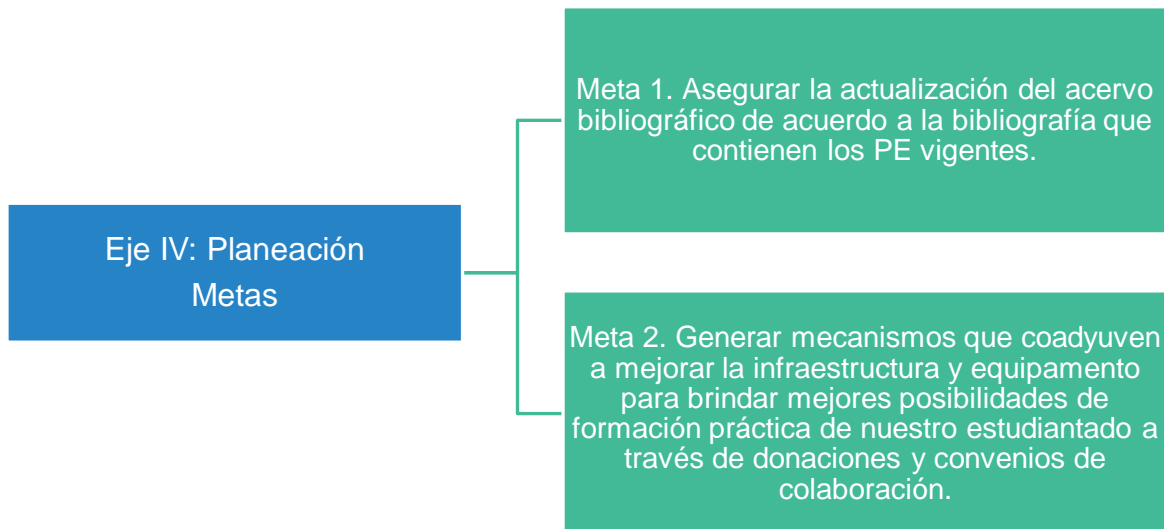 Eje IV: Planeación
Metas
Meta 1. Asegurar la actualización del acervo
bibliográfico de acuerdo a la bibliografía que
contienen los PE vigentes.
Meta 2. Generar mecanismos que coadyuven
a mejorar la infraestructura y equipamento
para brindar mejores posibilidades de
formación práctica de nuestro estudiantado a
través de donaciones y convenios de
colaboración.